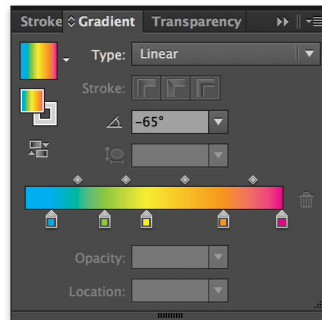 Stroke Gradient Transparency
Type: Linear
Stroke:
-65°
Opacity:
Location: